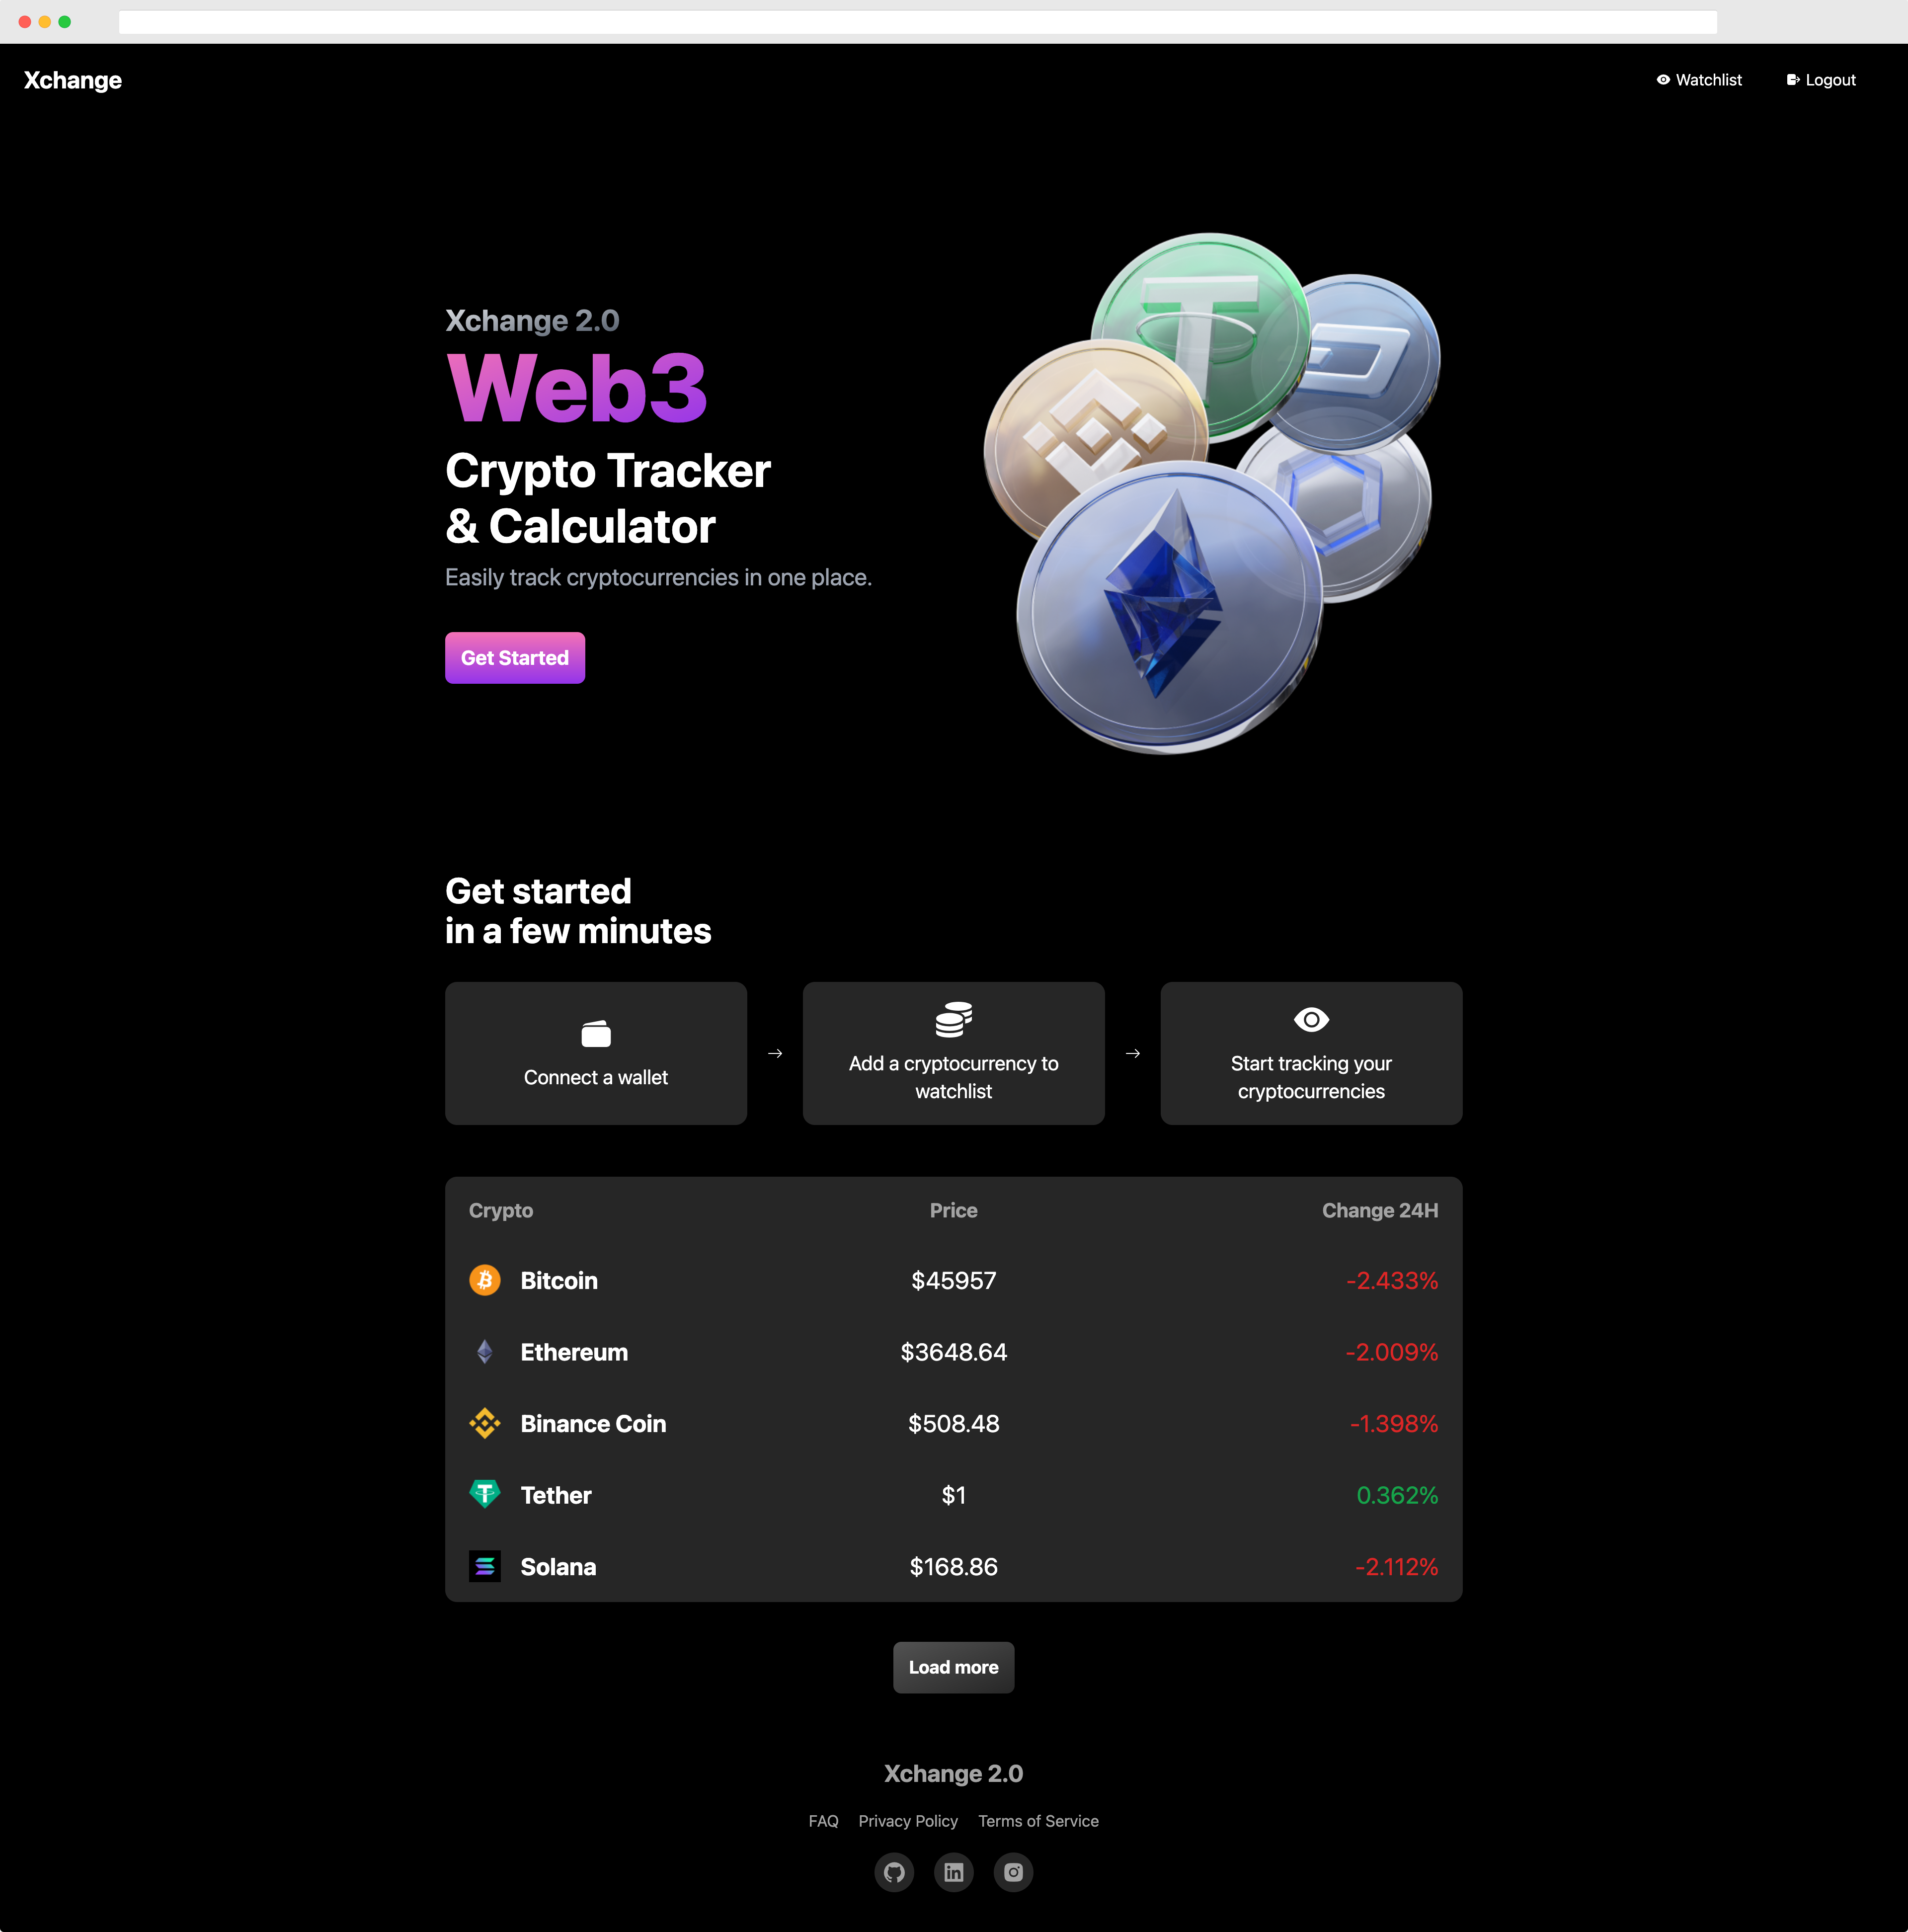 Xchange
Watchlist
Logout
Xchange 2.0
Web3
Crypto Tracker
& Calculator
Easily track cryptocurrencies in one place.
Get Started
Get started
in a few minutes
Connect a wallet
→
Add a cryptocurrency to
watchlist
→
Start tracking your
cryptocurrencies
Crypto Price Change 24H
Bitcoin $45957 -2.433%
Ethereum $3648.64 -2.009%
Binance Coin $508.48 -1.398%
Tether $1 0.362%
Solana $168.86 -2.112%
Load more
Xchange 2.0
FAQ Privacy Policy Terms of Service